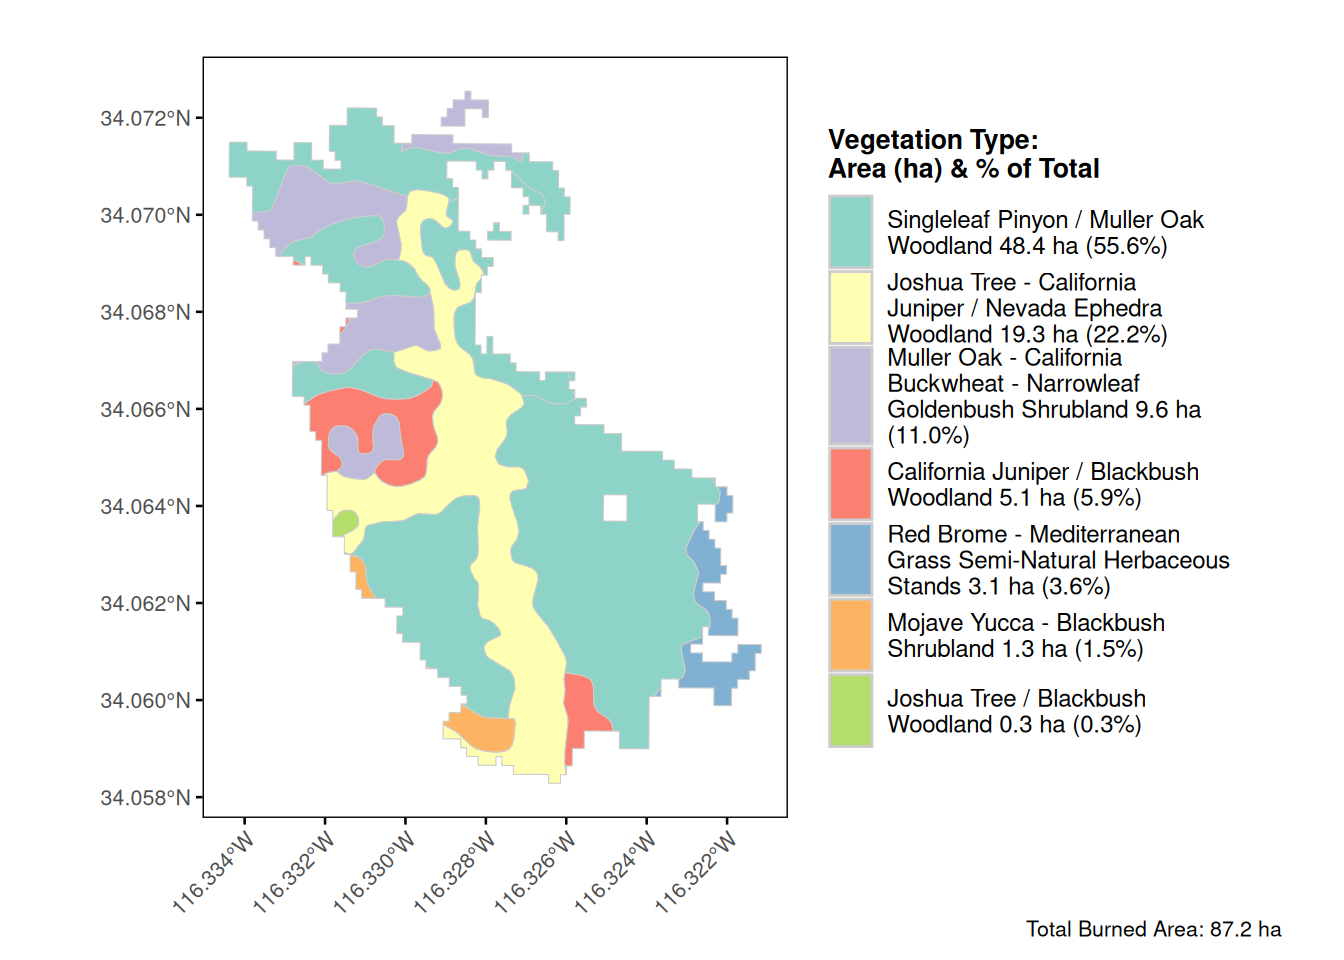 34.072°N
34.070°N
34.068°N
34.066°N
34.064°N
34.062°N
34.060°N
34.058°N
116.334°W
116.332°W
116.330°W
116.328°W
116.326°W
116.324°W
116.322°W
Vegetation Type:
Area (ha) & % of Total
Singleleaf Pinyon / Muller Oak
Woodland 48.4 ha (55.6%)
Joshua Tree - California
Juniper / Nevada Ephedra
Woodland 19.3 ha (22.2%)
Muller Oak - California
Buckwheat - Narrowleaf
Goldenbush Shrubland 9.6 ha
(11.0%)
California Juniper / Blackbush
Woodland 5.1 ha (5.9%)
Red Brome - Mediterranean
Grass Semi-Natural Herbaceous
Stands 3.1 ha (3.6%)
Mojave Yucca - Blackbush
Shrubland 1.3 ha (1.5%)
Joshua Tree / Blackbush
Woodland 0.3 ha (0.3%)
Total Burned Area: 87.2 ha